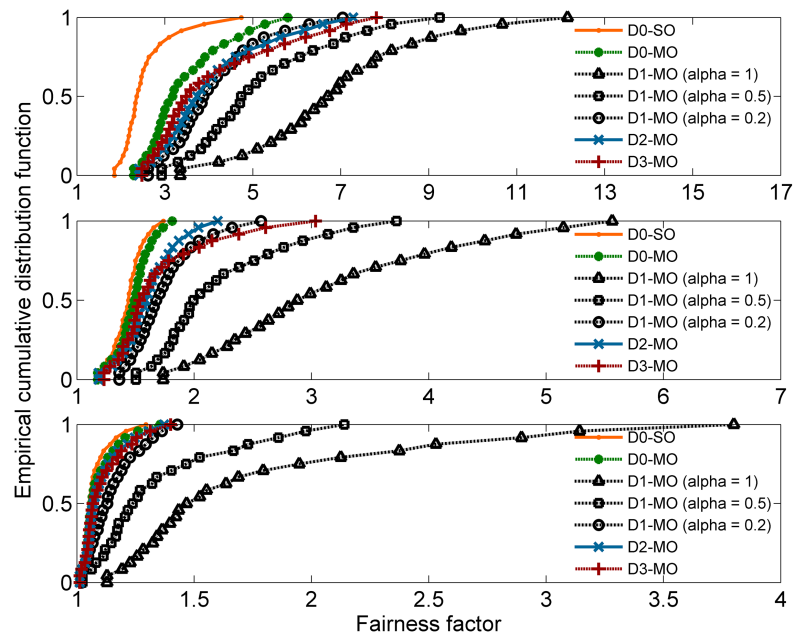 Empirical cumulative distribution function
1
0.5
0
D0-SO
D0-MO
D1-MO (alpha = 1)
D1-MO (alpha = 0.5)
D1-MO (alpha = 0.2)
D2-MO
D3-MO
1 3 5 7 9 11 13 15 17
1
0.5
0
D0-SO
D0-MO
D1-MO (alpha = 1)
D1-MO (alpha = 0.5)
D1-MO (alpha = 0.2)
D2-MO
D3-MO
1 2 3 4 5 6 7
1
0.5
0
D0-SO
D0-MO
D1-MO (alpha = 1)
D1-MO (alpha = 0.5)
D1-MO (alpha = 0.2)
D2-MO
D3-MO
1 1.5 2 2.5 3 3.5 4
Fairness factor